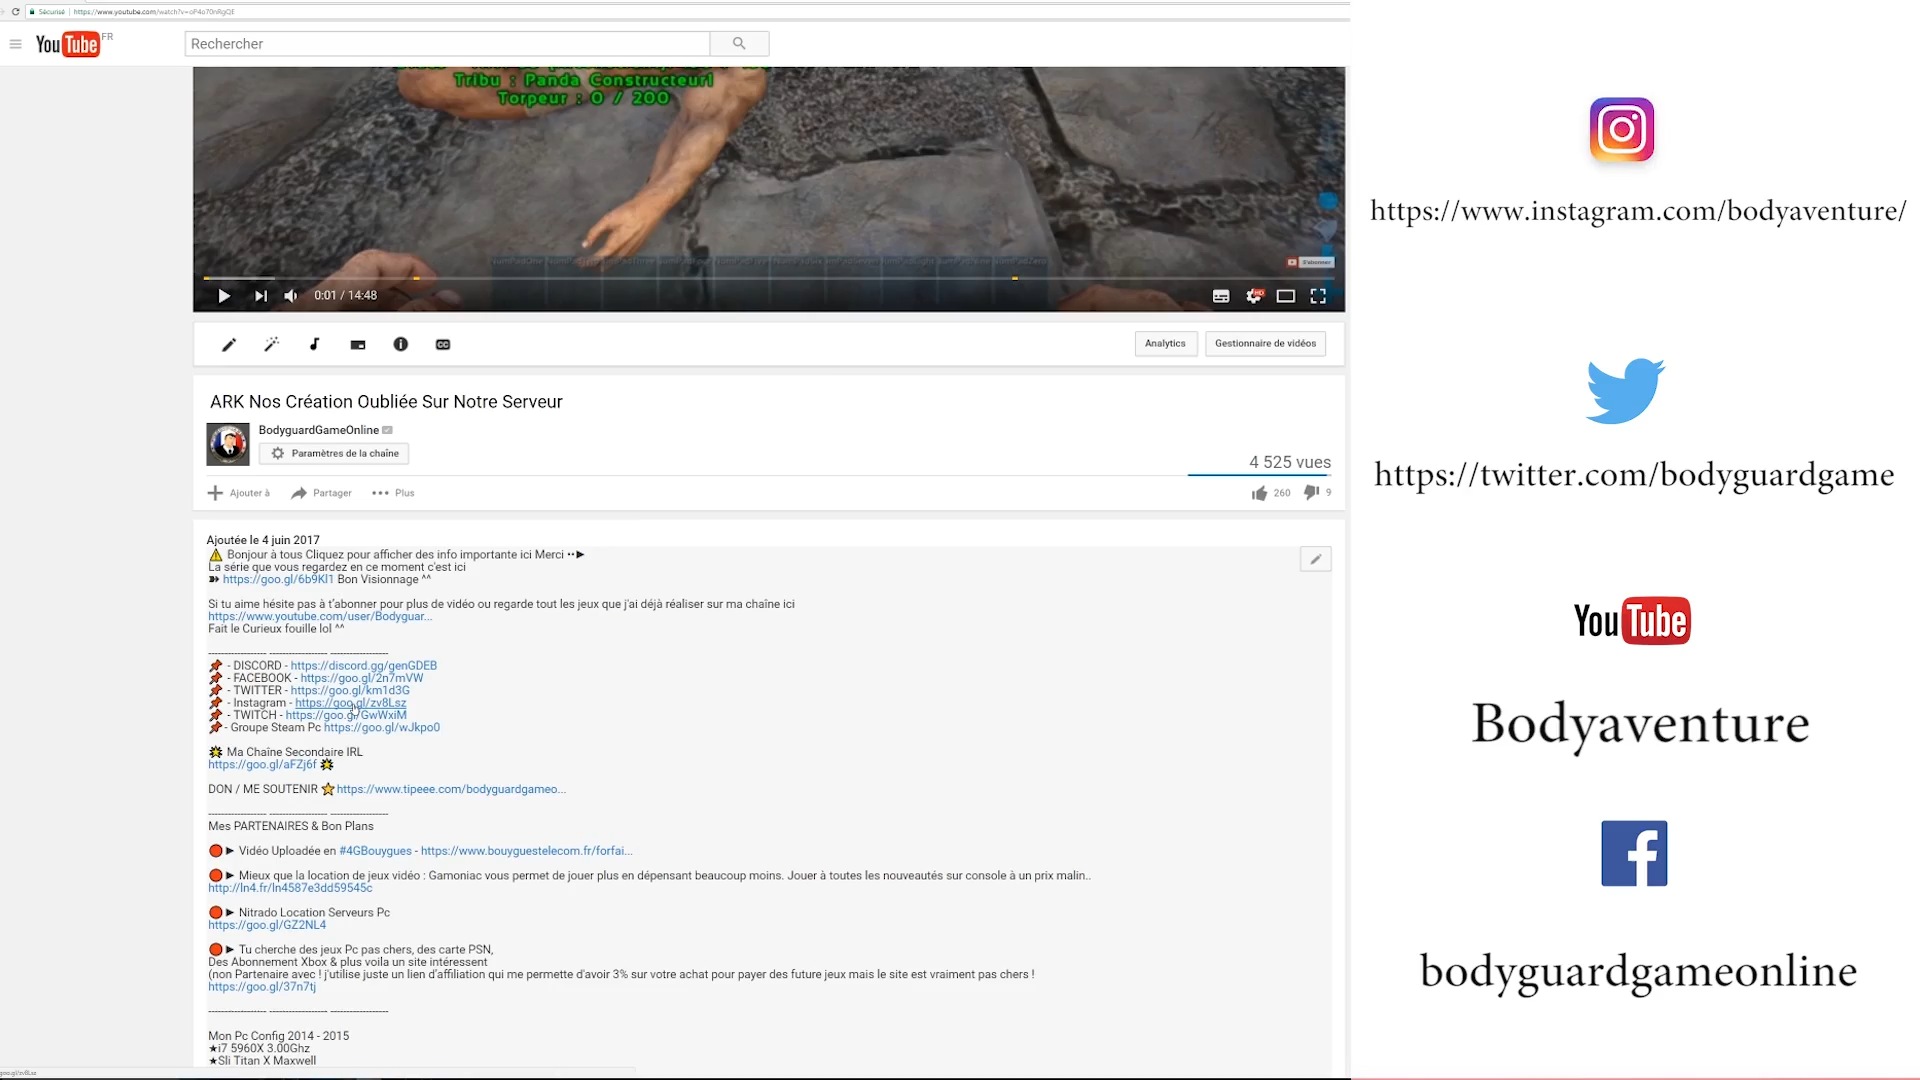 Sécurisé https://www.youtube.com/watch?v=
YouTube FR
Rechercher
Tribu : Panda Constructeurl
Torpeur : 0 / 200
S'abonner
0:01 / 14:48
HD
CC
Analytics
Gestionnaire de vidéos
ARK Nos Création Oubliée Sur Notre Serveur
BodyguardGameOnline
Paramètres de la chaîne
4 525 vues
Ajouter à
Partager
Plus
260
9
Ajoutée le 4 juin 2017
⚠ Bonjour à tous Cliquez pour afficher des info importante ici Merci ··►
La série que vous regardez en ce moment c'est ici
➽ https://goo.gl/6b9Kl1 Bon Visionnage ^^
Si tu aime hésite pas à t'abonner pour plus de vidéo ou regarde tout les jeux que j'ai déjà réaliser sur ma chaîne ici
https://www.youtube.com/user/Bodyguar...
Fait le Curieux fouille lol ^^
------------------ ------------------ ------------------
📌 - DISCORD - https://discord.gg/genGDEB
📌 - FACEBOOK - https://goo.gl/2n7mVW
📌 - TWITTER - https://goo.gl/km1d3G
📌 - Instagram - https://goo.gl/zv8Lsz
📌 - TWITCH - https://goo.gl/GwWxiM
📌 - Groupe Steam Pc https://goo.gl/wJkpo0
💥 Ma Chaîne Secondaire IRL
https://goo.gl/aFZj6f 💥
DON / ME SOUTENIR ⭐ https://www.tipeee.com/bodyguardgameo...
------------------ ------------------ ------------------
Mes PARTENAIRES & Bon Plans
🔴► Vidéo Uploadée en #4GBouygues - https://www.bouyguestelecom.fr/forfai...
🔴► Mieux que la location de jeux vidéo : Gamoniac vous permet de jouer plus en dépensant beaucoup moins. Jouer à toutes les nouveautés sur console à un prix malin..
http://ln4.fr/ln4587e3dd59545c
🔴► Nitrado Location Serveurs Pc
https://goo.gl/GZ2NL4
🔴► Tu cherche des jeux Pc pas chers, des carte PSN,
Des Abonnement Xbox & plus voila un site intéressent
(non Partenaire avec ! j'utilise juste un lien d'affiliation qui me permette d'avoir 3% sur votre achat pour payer des future jeux mais le site est vraiment pas chers !
https://goo.gl/37n7tj
------------------ ------------------ ------------------
Mon Pc Config 2014 - 2015
★i7 5960X 3.00Ghz
★Sli Titan X Maxwell
goo.gl/zv8Lsz
https://www.instagram.com/bodyaventure/
https://twitter.com/bodyguardgame
YouTube
Bodyaventure
f
bodyguardgameonline